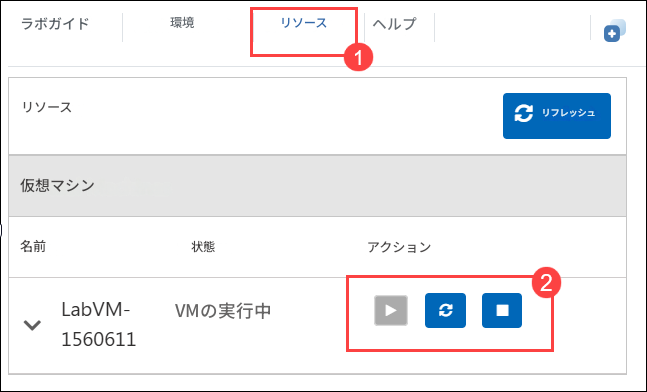 ラボガイド
環境
リソース
ヘルプ
1
リソース
リフレッシュ
仮想マシン
名前
状態
アクション
2
LabVM-
1560611
VMの実行中